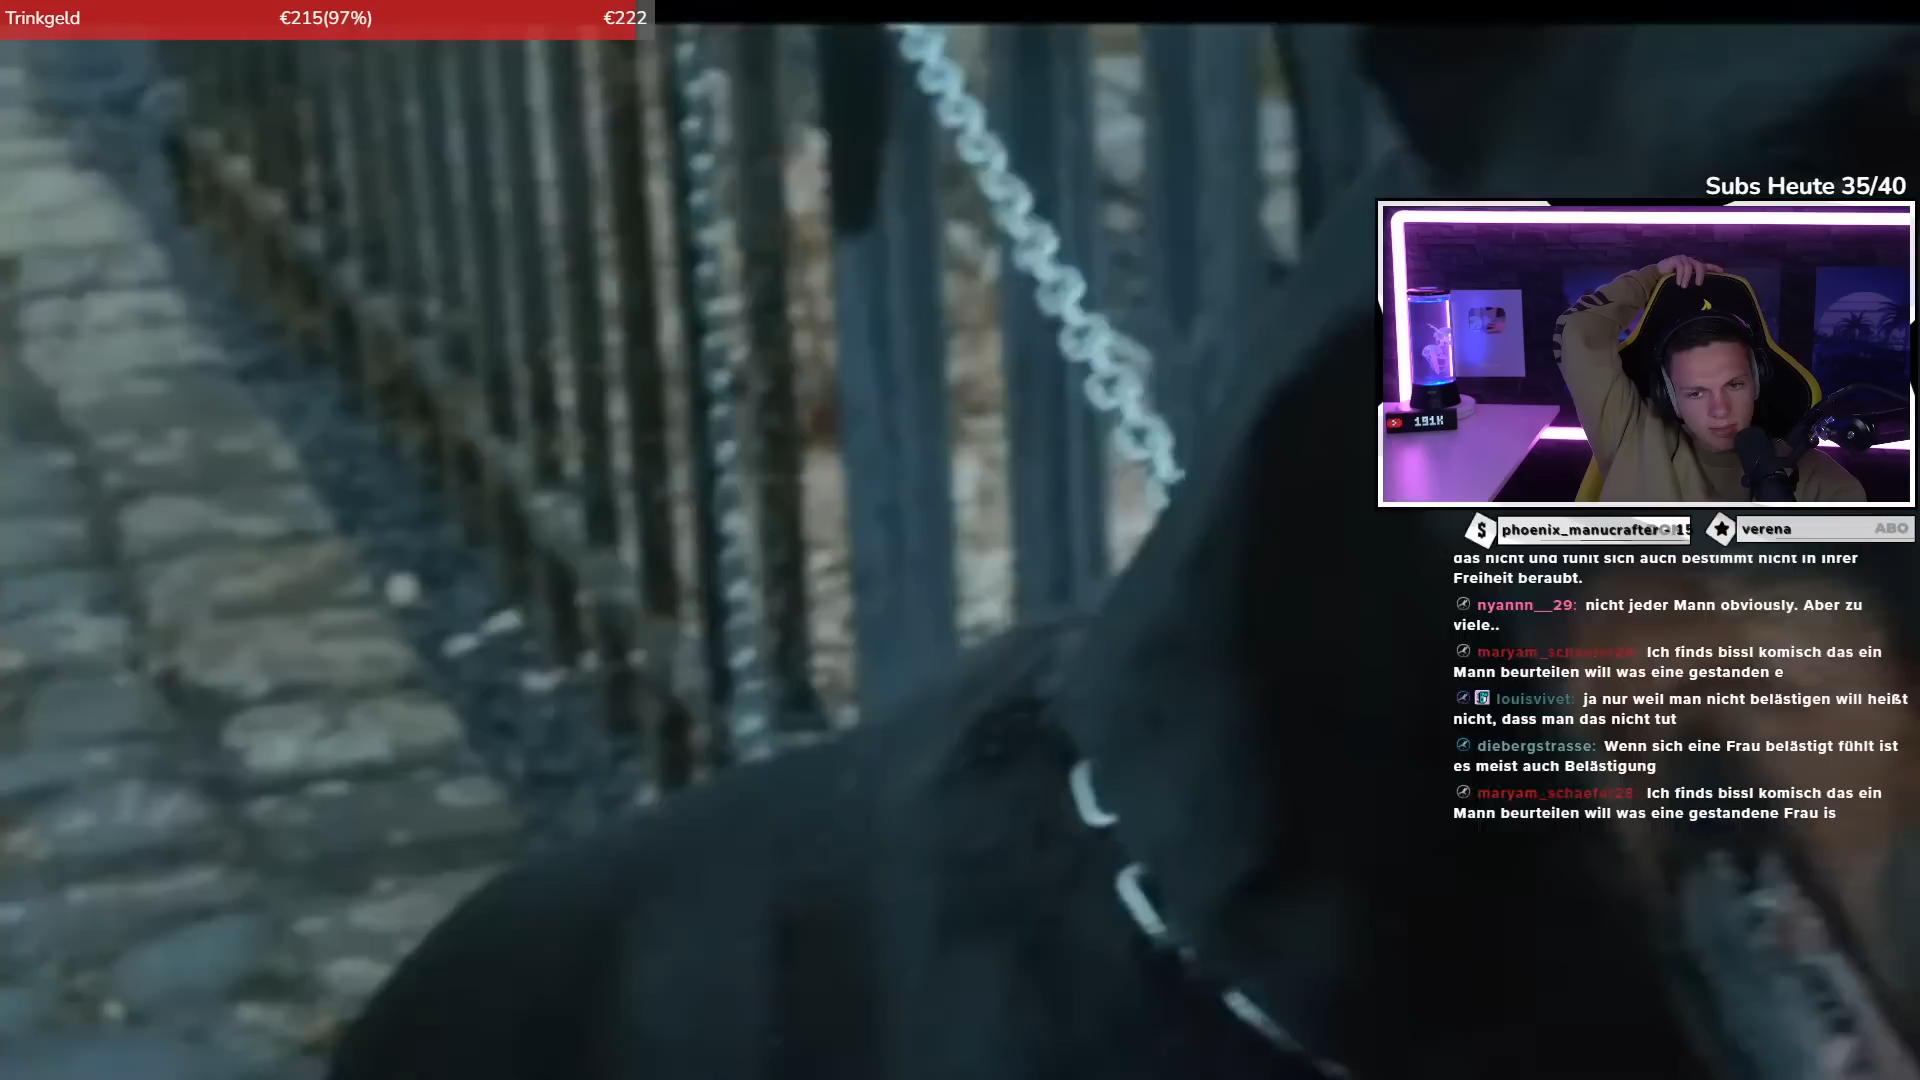 Trinkgeld €215(97%) €222
Subs Heute 35/40
191K
phoenix_manucrafter - 15
verena ABO
das nicht und fühlt sich auch bestimmt nicht in ihrer
Freiheit beraubt.
nyannn__29: nicht jeder Mann obviously. Aber zu
viele..
maryam_schaefer28 Ich finds bissl komisch das ein
Mann beurteilen will was eine gestanden e
louisvivet: ja nur weil man nicht belästigen will heißt
nicht, dass man das nicht tut
diebergstrasse: Wenn sich eine Frau belästigt fühlt ist
es meist auch Belästigung
maryam_schaefer28 Ich finds bissl komisch das ein
Mann beurteilen will was eine gestandene Frau is